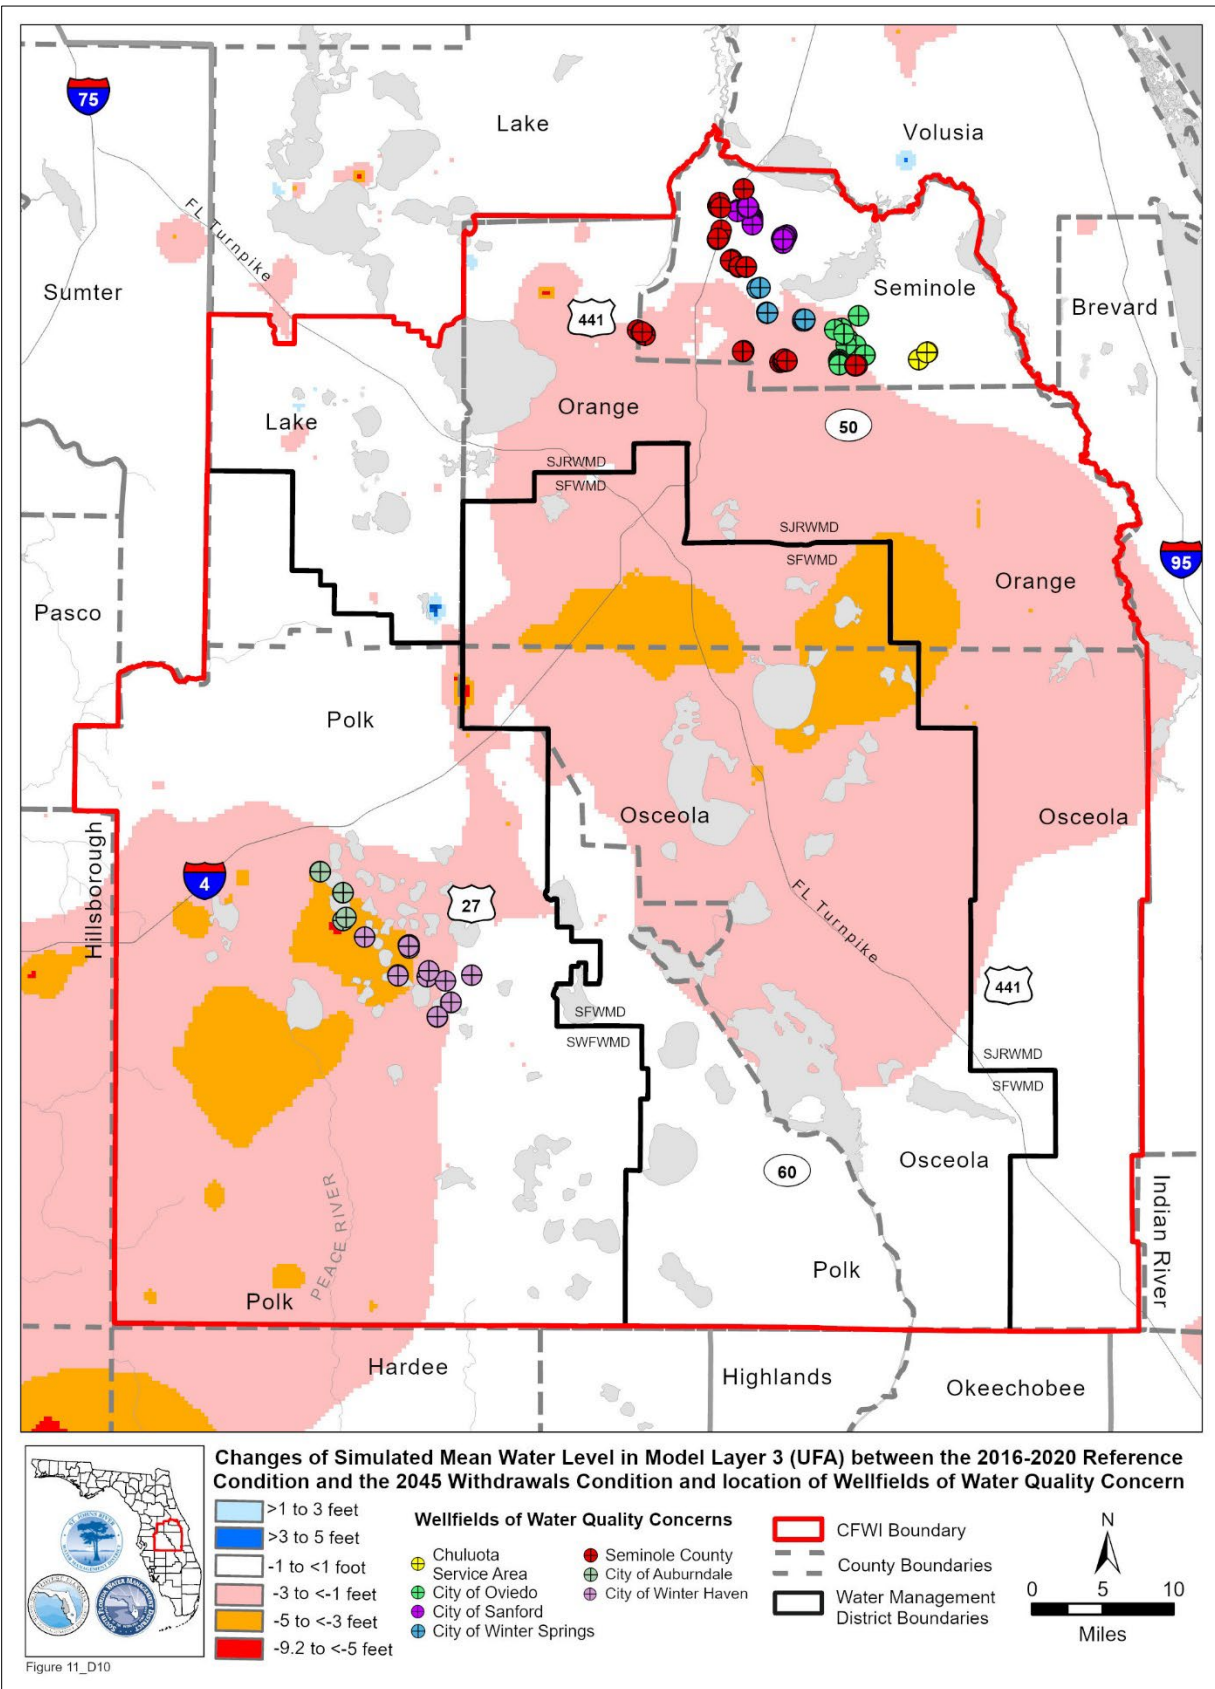 75
Lake
Volusia
FL Turnpike
Sumter
Seminole
441
Brevard
Orange
Lake
50
SJRWMD
SFWMD
SJRWMD
SFWMD
95
Orange
Pasco
Polk
Osceola
Osceola
Hillsborough
4
27
FL Turnpike
441
SFWMD
SWFWMD
SJRWMD
SFWMD
Osceola
60
Indian River
PEACE RIVER
Polk
Polk
Hardee
Highlands
Okeechobee
Changes of Simulated Mean Water Level in Model Layer 3 (UFA) between the 2016-2020 Reference
Condition and the 2045 Withdrawals Condition and location of Wellfields of Water Quality Concern
>1 to 3 feet
>3 to 5 feet
-1 to <1 foot
-3 to <-1 feet
-5 to <-3 feet
-9.2 to <-5 feet
Wellfields of Water Quality Concerns
Chuluota
Service Area
City of Oviedo
City of Sanford
City of Winter Springs
Seminole County
City of Auburndale
City of Winter Haven
CFWI Boundary
County Boundaries
Water Management
District Boundaries
N
0 5 10
Miles
Figure 11_D10